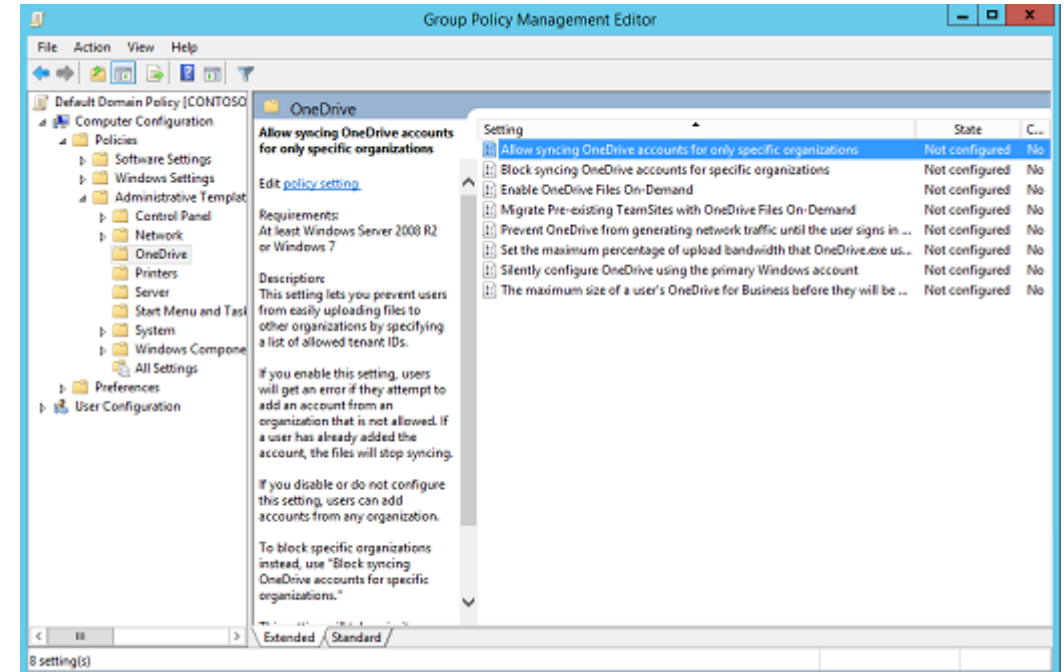 Group Policy Management Editor
File Action View Help
Default Domain Policy [CONTOSO
Computer Configuration
Policies
Software Settings
Windows Settings
Administrative Templat
Control Panel
Network
OneDrive
Printers
Server
Start Menu and Task
System
Windows Compone
All Settings
Preferences
User Configuration
OneDrive
Allow syncing OneDrive accounts
for only specific organizations
Edit policy setting
Requirements:
At least Windows Server 2008 R2
or Windows 7
Description:
This setting lets you prevent users
from easily uploading files to
other organizations by specifying
a list of allowed tenant IDs.
If you enable this setting, users
will get an error if they attempt to
add an account from an
organization that is not allowed. If
a user has already added the
account, the files will stop syncing.
If you disable or do not configure
this setting, users can add
accounts from any organization.
To block specific organizations
instead, use "Block syncing
OneDrive accounts for specific
organizations."
Setting State C...
Allow syncing OneDrive accounts for only specific organizations Not configured No
Block syncing OneDrive accounts for specific organizations Not configured No
Enable OneDrive Files On-Demand Not configured No
Migrate Pre-existing TeamSites with OneDrive Files On-Demand Not configured No
Prevent OneDrive from generating network traffic until the user signs in ... Not configured No
Set the maximum percentage of upload bandwidth that OneDrive.exe us... Not configured No
Silently configure OneDrive using the primary Windows account Not configured No
The maximum size of a user's OneDrive for Business before they will be ... Not configured No
Extended Standard
8 setting(s)